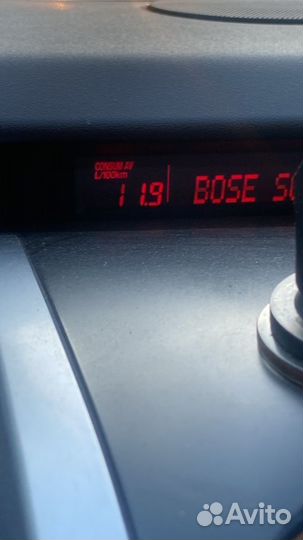 CONSUM AV
L/100km
11.9 BOSE
Avito